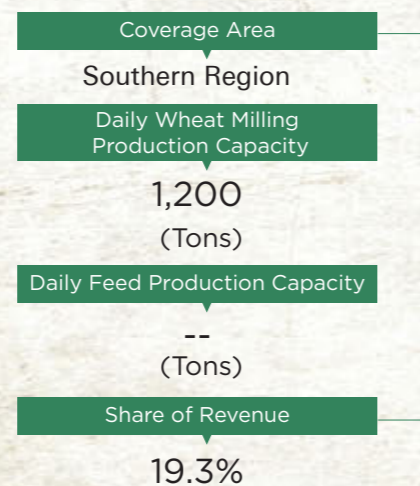 Coverage Area
Southern Region
Daily Wheat Milling
Production Capacity
1,200
(Tons)
Daily Feed Production Capacity
--
(Tons)
Share of Revenue
19.3%